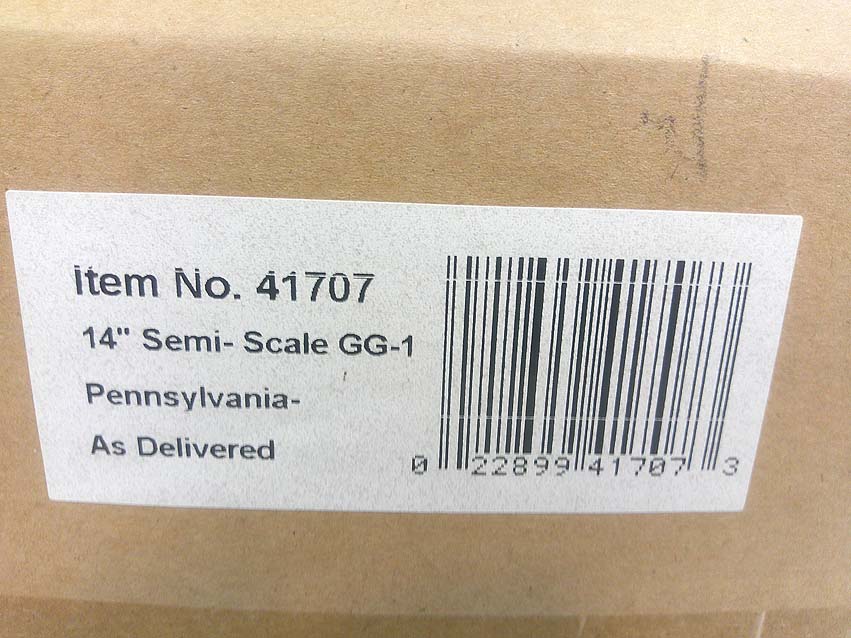 Item No. 41707
14" Semi- Scale GG-1
Pennsylvania-
As Delivered
0 22899 41707 3